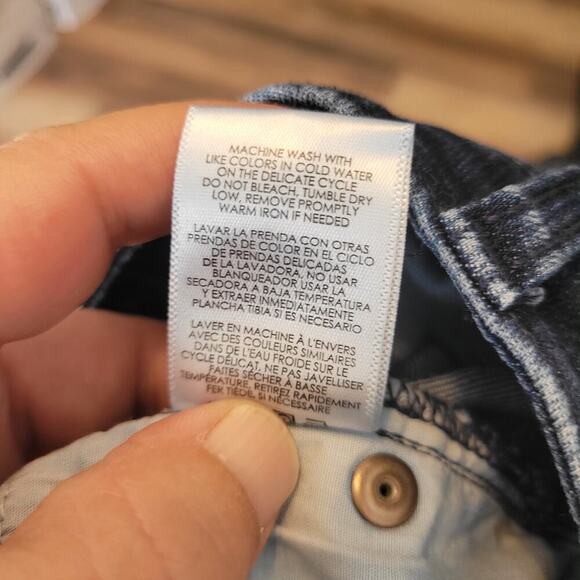 MACHINE WASH WITH
LIKE COLORS IN COLD WATER
ON THE DELICATE CYCLE
DO NOT BLEACH, TUMBLE DRY
LOW, REMOVE PROMPTLY
WARM IRON IF NEEDED
LAVAR LA PRENDA CON OTRAS
PRENDAS DE COLOR EN EL CICLO
DE PRENDAS DELICADAS
DE LA LAVADORA, NO USAR
BLANQUEADOR USAR LA
SECADORA A BAJA TEMPERATURA
Y EXTRAER INMEDIATAMENTE
PLANCHA TIBIA SI ES NECESARIO
LAVER EN MACHINE À L'ENVERS
AVEC DES COULEURS SIMILAIRES
DANS DE L'EAU FROIDE SUR LE
CYCLE DÉLICAT, NE PAS JAVELLISER
FAITES SÉCHER À BASSE
TEMPÉRATURE, RETIREZ RAPIDEMENT
FER TIÉDIE, SI NÉCESSAIRE